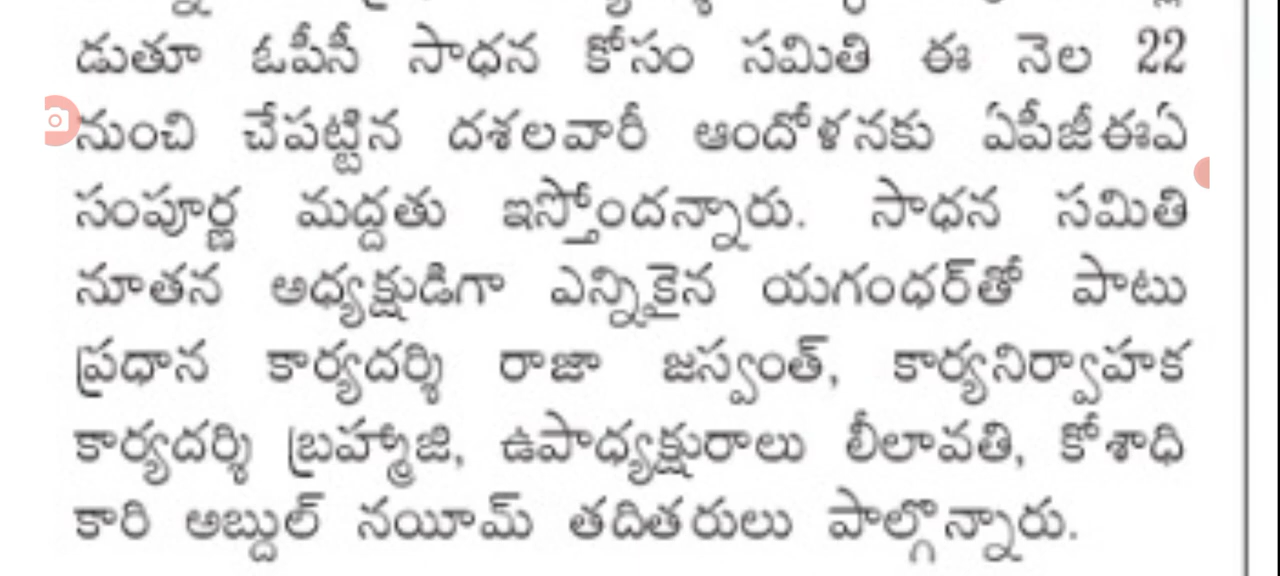 డుతూ ఓపీసీ సాధన కోసం సమితి ఈ నెల 22
నుంచి చేపట్టిన దశలవారీ ఆందోళనకు ఏపీజీఈఏ
సంపూర్ణ మద్దతు ఇస్తోందన్నారు. సాధన సమితి
నూతన అధ్యక్షుడిగా ఎన్నికైన యగంధర్‌తో పాటు
ప్రధాన కార్యదర్శి రాజా జస్వంత్, కార్యనిర్వాహక
కార్యదర్శి బ్రహ్మాజి, ఉపాధ్యక్షురాలు లీలావతి, కోశాధి
కారి అబ్దుల్ నయీమ్ తదితరులు పాల్గొన్నారు.